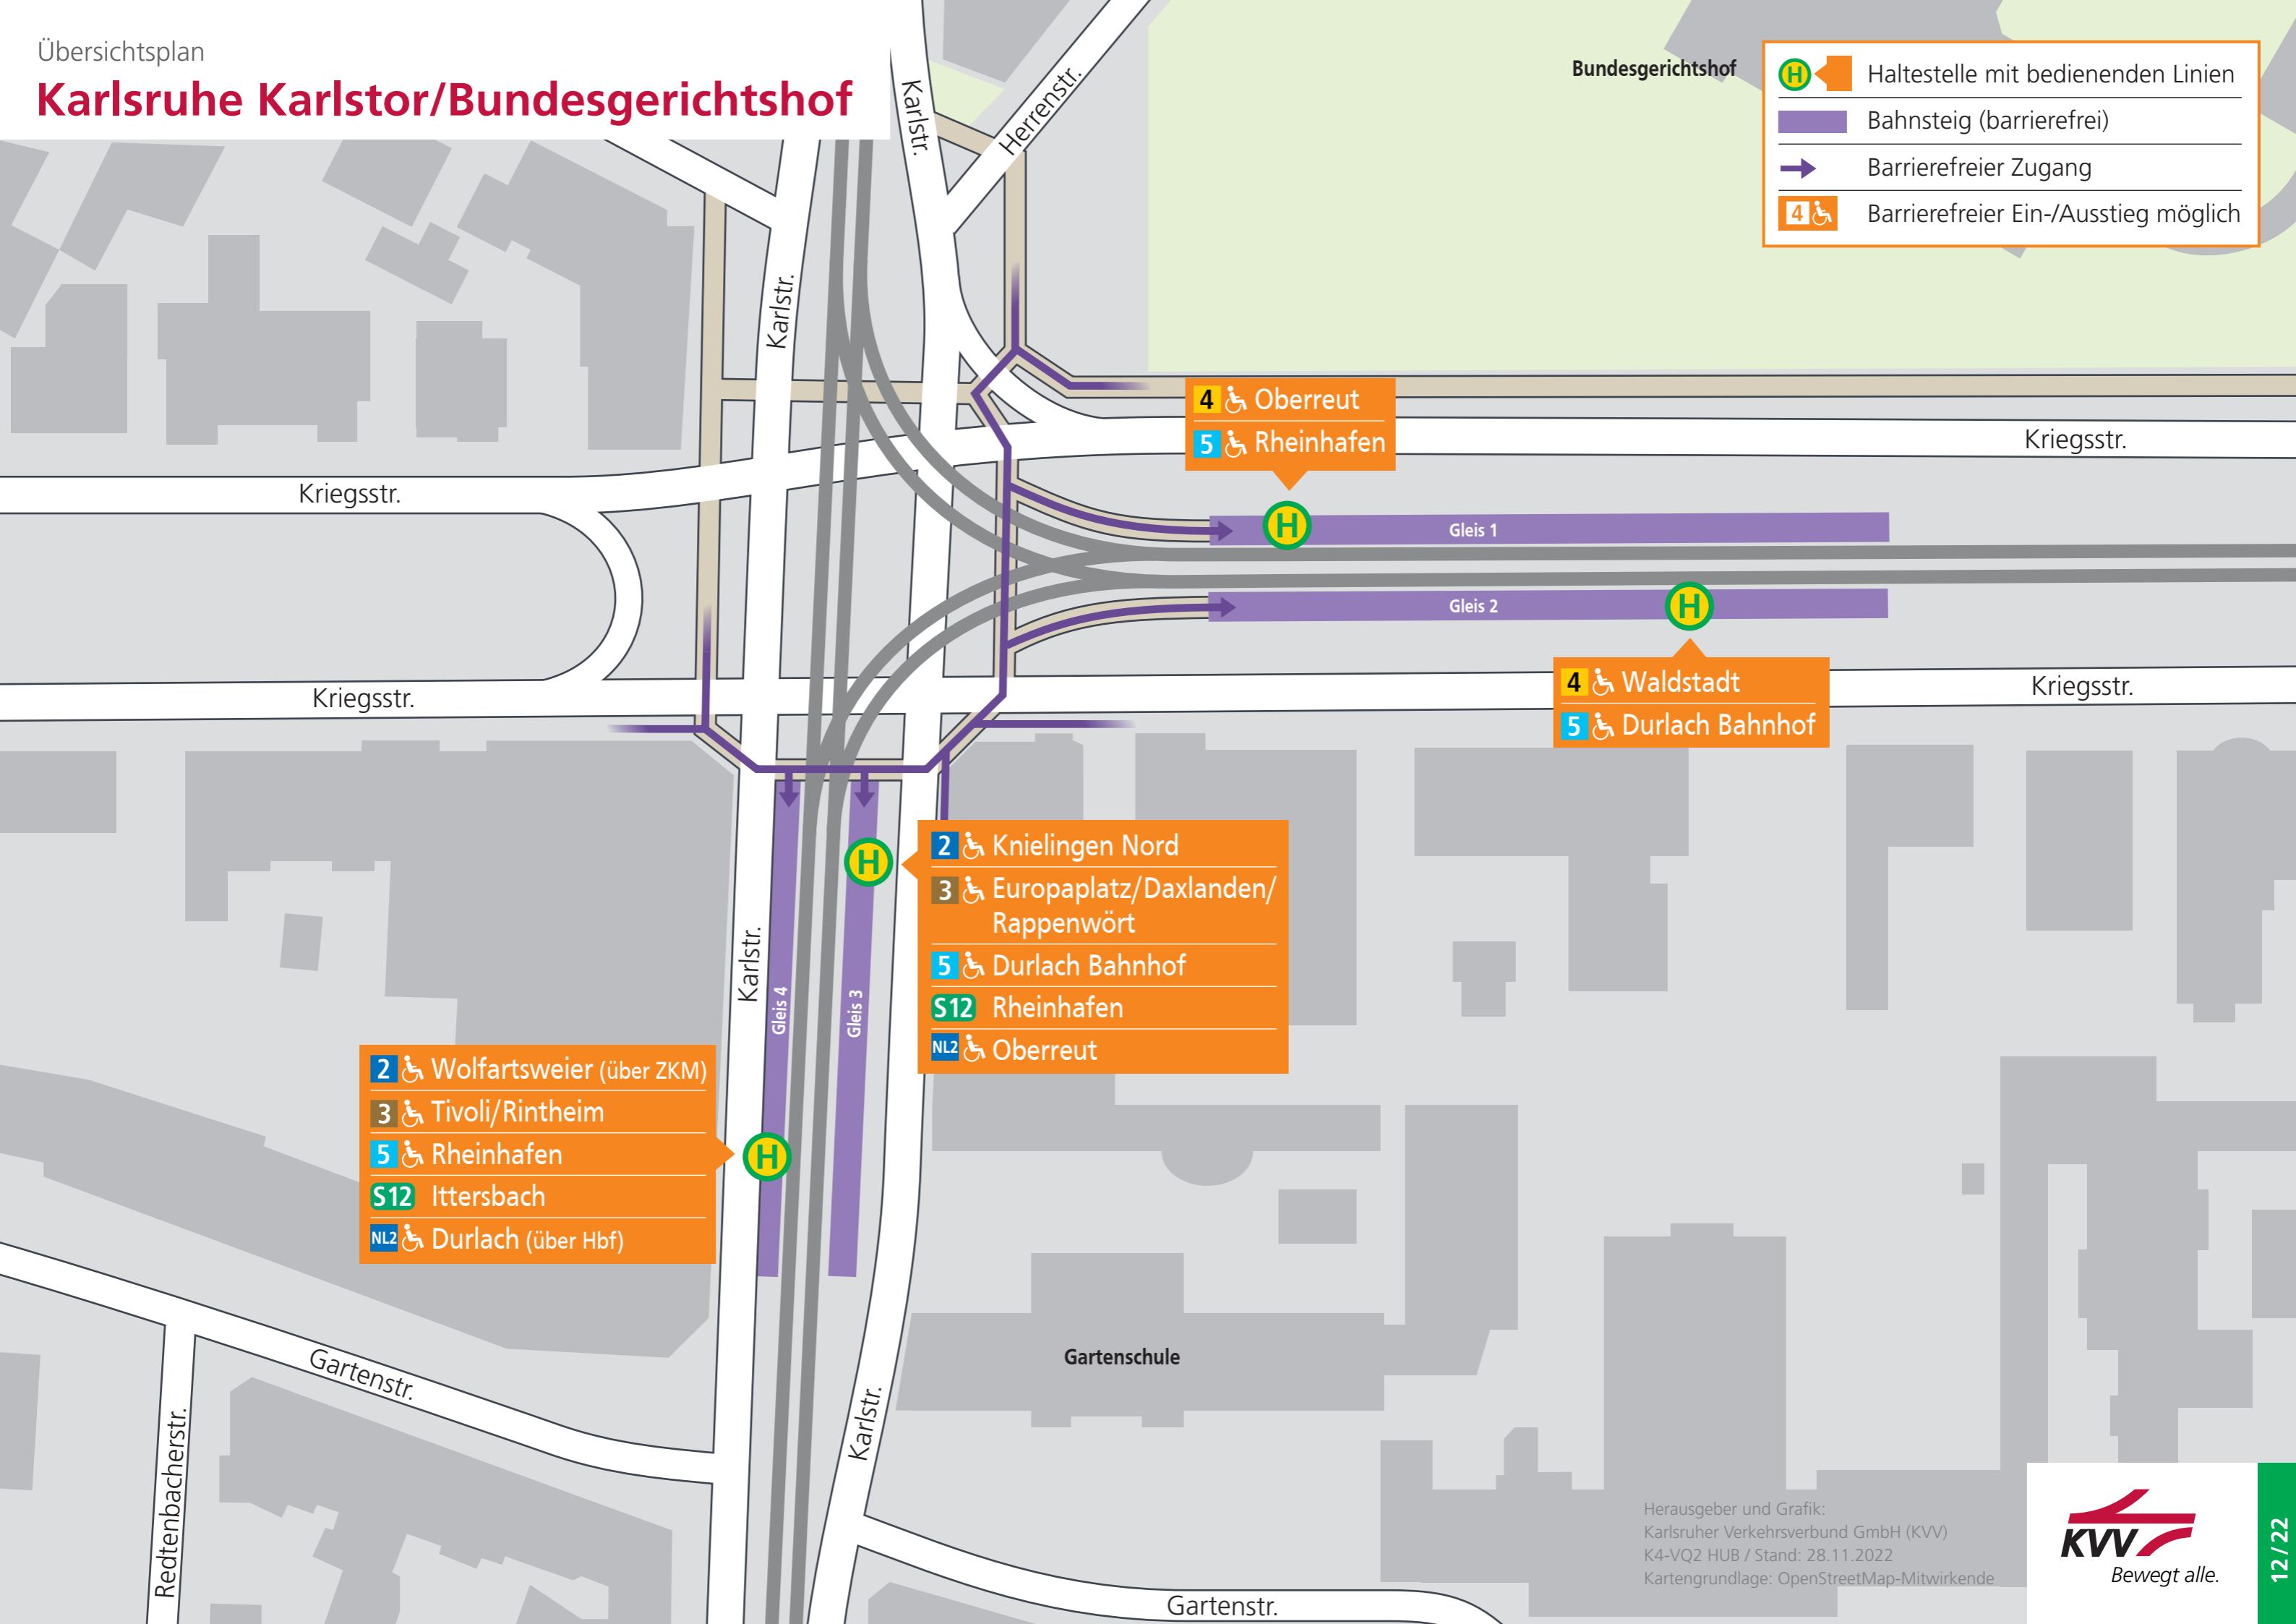 Übersichtsplan
Karlsruhe Karlstor/Bundesgerichtshof
Bundesgerichtshof
H Haltestelle mit bedienenden Linien
Bahnsteig (barrierefrei)
Barrierefreier Zugang
4 Barrierefreier Ein-/Ausstieg möglich
Karlstr.
Herrenstr.
Karlstr.
4 Oberreut
5 Rheinhafen
Kriegsstr.
Kriegsstr.
H
Gleis 1
H
Gleis 2
4 Waldstadt
5 Durlach Bahnhof
Kriegsstr.
Kriegsstr.
H
2 Knielingen Nord
3 Europaplatz/Daxlanden/
Rappenwört
5 Durlach Bahnhof
S12 Rheinhafen
NL2 Oberreut
Karlstr.
Gleis 4
Gleis 3
2 Wolfartsweier (über ZKM)
3 Tivoli/Rintheim
5 Rheinhafen
S12 Ittersbach
NL2 Durlach (über Hbf)
H
Gartenschule
Gartenstr.
Karlstr.
Redtenbacherstr.
Gartenstr.
Herausgeber und Grafik:
Karlsruher Verkehrsverbund GmbH (KVV)
K4-VQ2 HUB / Stand: 28.11.2022
Kartengrundlage: OpenStreetMap-Mitwirkende
KVV
Bewegt alle.
12/22